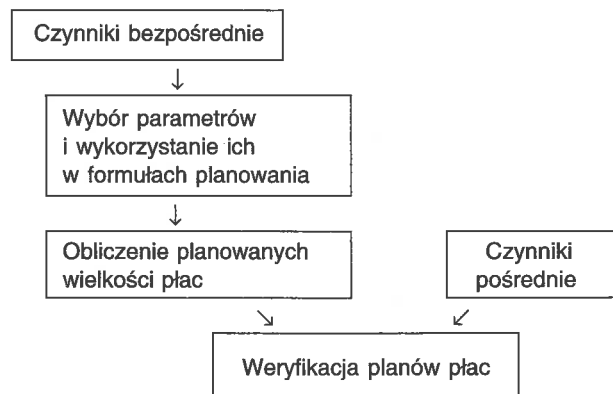 Czynniki bezpośrednie
Wybór parametrów
i wykorzystanie ich
w formułach planowania
Obliczenie planowanych
wielkości płac
Czynniki
pośrednie
Weryfikacja planów płac